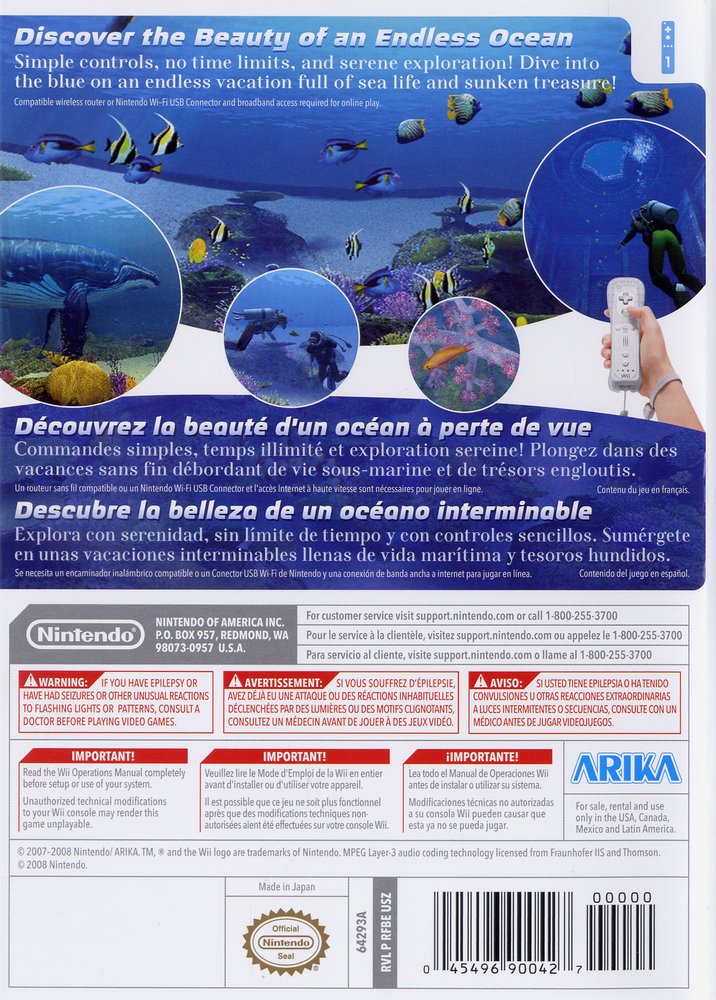 Discover the Beauty of an Endless Ocean
Simple controls, no time limits, and serene exploration! Dive into
the blue on an endless vacation full of sea life and sunken treasure!
Compatible wireless router or Nintendo Wi-Fi USB Connector and broadband access required for online play.
1
Wii
Découvrez la beauté d'un océan à perte de vue
Commandes simples, temps illimité et exploration sereine! Plongez dans des
vacances sans fin débordant de vie sous-marine et de trésors engloutis.
Un routeur sans fil compatible ou un Nintendo Wi-Fi USB Connector et l'accès Internet à haute vitesse sont nécessaires pour jouer en ligne.
Contenu du jeu en français.
Descubre la belleza de un océano interminable
Explora con serenidad, sin límite de tiempo y con controles sencillos. Sumérgete
en unas vacaciones interminables llenas de vida marítima y tesoros hundidos.
Se necesita un encaminador inalámbrico compatible o un Conector USB Wi-Fi de Nintendo y una conexión de banda ancha a internet para jugar en línea.
Contenido del juego en español.
Nintendo®
NINTENDO OF AMERICA INC.
P.O. BOX 957, REDMOND, WA
98073-0957 U.S.A.
For customer service visit support.nintendo.com or call 1-800-255-3700
Pour le service à la clientèle, visitez support.nintendo.com ou appelez le 1-800-255-3700
Para servicio al cliente, visite support.nintendo.com o llame al 1-800-255-3700
WARNING: IF YOU HAVE EPILEPSY OR
HAVE HAD SEIZURES OR OTHER UNUSUAL REACTIONS
TO FLASHING LIGHTS OR PATTERNS, CONSULT A
DOCTOR BEFORE PLAYING VIDEO GAMES.
AVERTISSEMENT: SI VOUS SOUFFREZ D'ÉPILEPSIE,
AVEZ DÉJÀ EU UNE ATTAQUE OU DES RÉACTIONS INHABITUELLES
DÉCLENCHÉES PAR DES LUMIÈRES OU DES MOTIFS CLIGNOTANTS,
CONSULTEZ UN MÉDECIN AVANT DE JOUER À DES JEUX VIDÉO.
AVISO: SI USTED TIENE EPILEPSIA O HA TENIDO
CONVULSIONES U OTRAS REACCIONES EXTRAORDINARIAS
A LUCES INTERMITENTES O SECUENCIAS, CONSULTE CON UN
MÉDICO ANTES DE JUGAR VIDEOJUEGOS.
IMPORTANT!
Read the Wii Operations Manual completely
before setup or use of your system.
Unauthorized technical modifications
to your Wii console may render this
game unplayable.
IMPORTANT!
Veuillez lire le Mode d'Emploi de la Wii en entier
avant d'installer ou d'utiliser votre appareil.
Il est possible que ce jeu ne soit plus fonctionnel
après que des modifications techniques non-
autorisées aient été effectuées sur votre console Wii.
¡IMPORTANTE!
Lea todo el Manual de Operaciones Wii
antes de instalar o utilizar su sistema.
Modificaciones técnicas no autorizadas
a su consola Wii pueden causar que
esta ya no se pueda jugar.
ARIKA
For sale, rental and use
only in the USA, Canada,
Mexico and Latin America.
© 2007–2008 Nintendo/ ARIKA. TM, ® and the Wii logo are trademarks of Nintendo. MPEG Layer-3 audio coding technology licensed from Fraunhofer IIS and Thomson.
© 2008 Nintendo.
Made in Japan
Official
Nintendo
Seal
64293A
RVL P RFBE USZ
0 45496 90042 7
00000